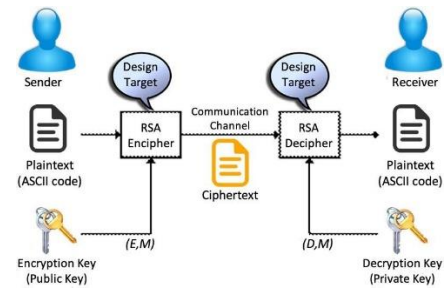 Design
Target
Design
Target
Sender
Receiver
Communication
Channel
RSA
Encipher
RSA
Decipher
Plaintext
(ASCII code)
Ciphertext
Plaintext
(ASCII code)
(E,M)
(D,M)
Encryption Key
(Public Key)
Decryption Key
(Private Key)